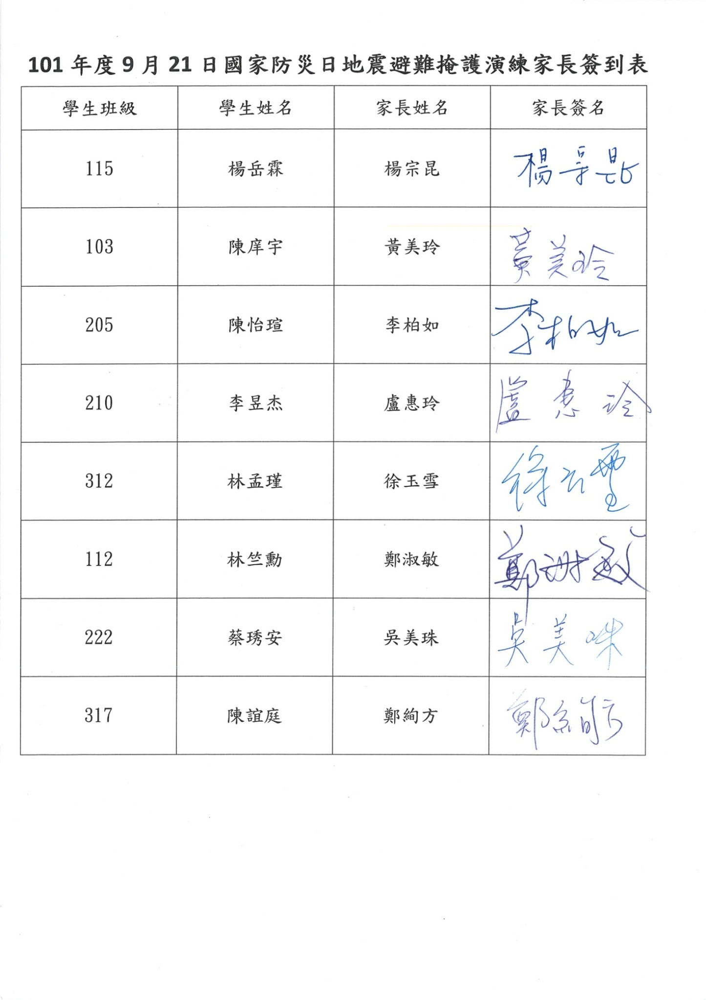 101 年度 9 月 21 日國家防災日地震避難掩護演練家長簽到表
學生班級 學生姓名 家長姓名 家長簽名
115 楊岳霖 楊宗昆 楊宗昆
103 陳庠宇 黃美玲 黃美玲
205 陳怡瑄 李柏如 李柏如
210 李昱杰 盧惠玲 盧惠玲
312 林孟瑾 徐玉雪 徐玉雪
112 林竺勳 鄭淑敏 鄭淑敏
222 蔡琇安 吳美珠 吳美珠
317 陳誼庭 鄭絢方 鄭絢方